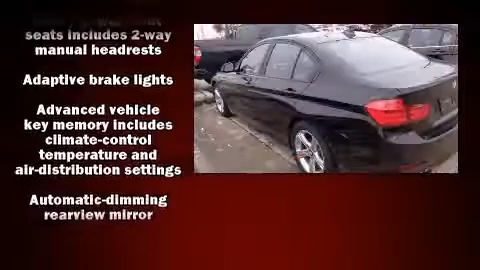 seats includes 2-way
manual headrests
Adaptive brake lights
Advanced vehicle
key memory includes
climate-control
temperature and
air-distribution settings
Automatic-dimming
rearview mirror